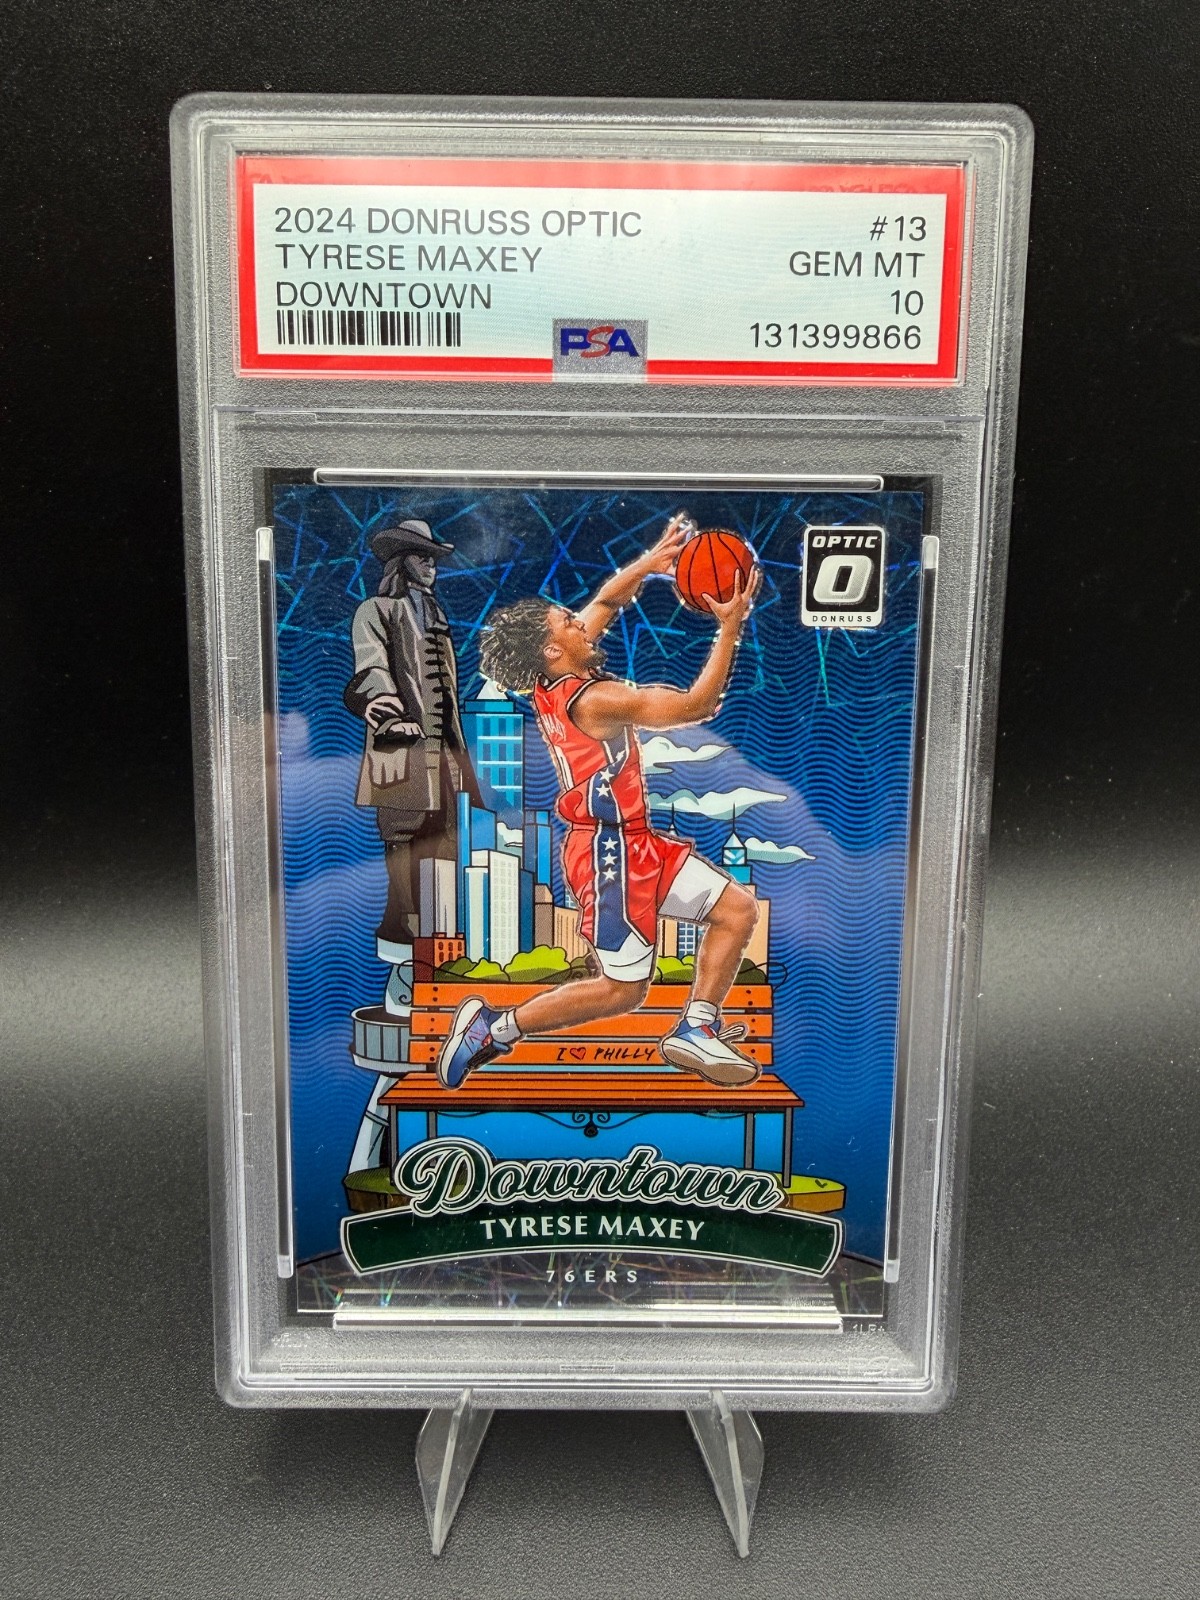 2024 DONRUSS OPTIC #13
TYRESE MAXEY GEM MT
DOWNTOWN 10
PSA 131399866
OPTIC
O
DONRUSS
I ♥ PHILLY
Downtown
TYRESE MAXEY
76ERS